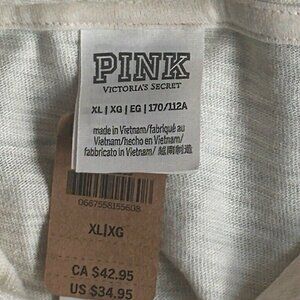 PINK
VICTORIA'S SECRET
XL | XG | EG | 170/112A
made in Vietnam/fabriqué au
Vietnam/hecho en Vietnam/
fabbricato in Vietnam/ 越南制造
0667558155608
XL|XG
CA $42.95
US $34.95